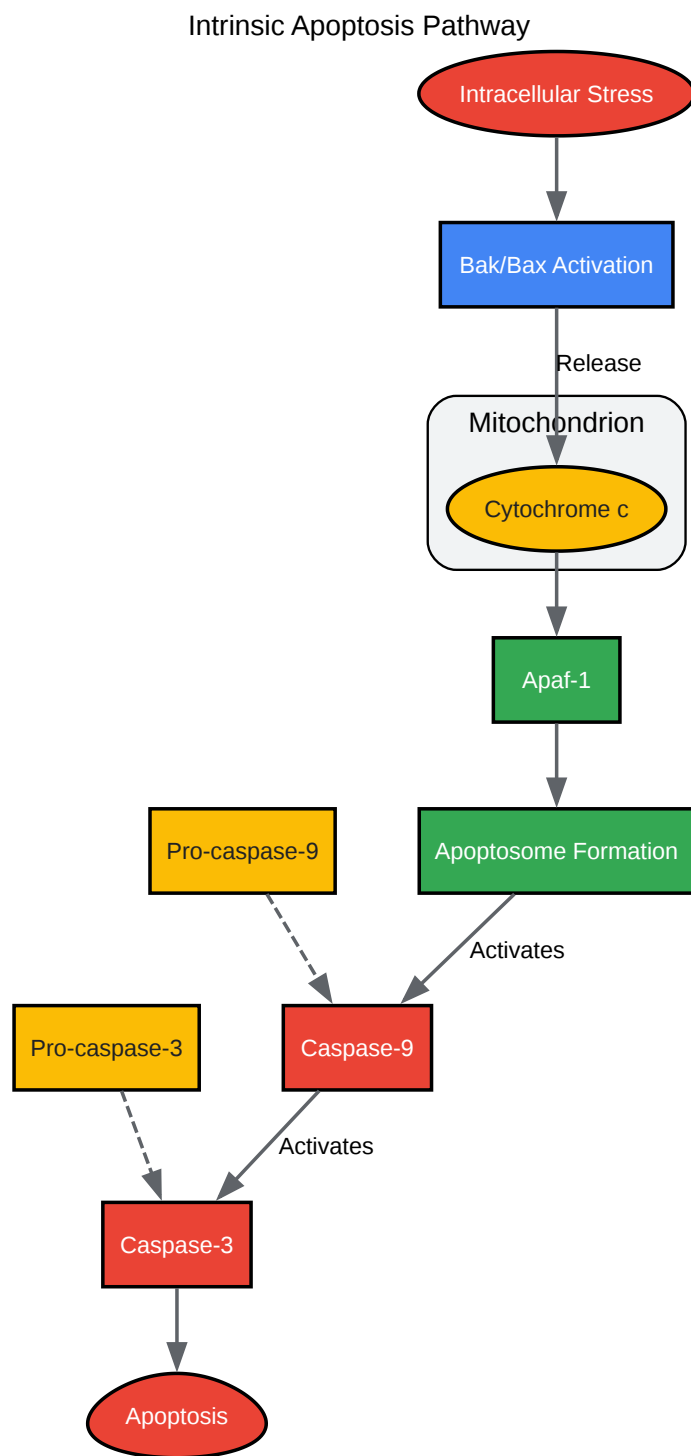 Intrinsic Apoptosis Pathway
Intracellular Stress
Bak/Bax Activation
Release
Mitochondrion
Cytochrome c
Apaf-1
Pro-caspase-9
Apoptosome Formation
Activates
Pro-caspase-3
Caspase-9
Activates
Caspase-3
Apoptosis